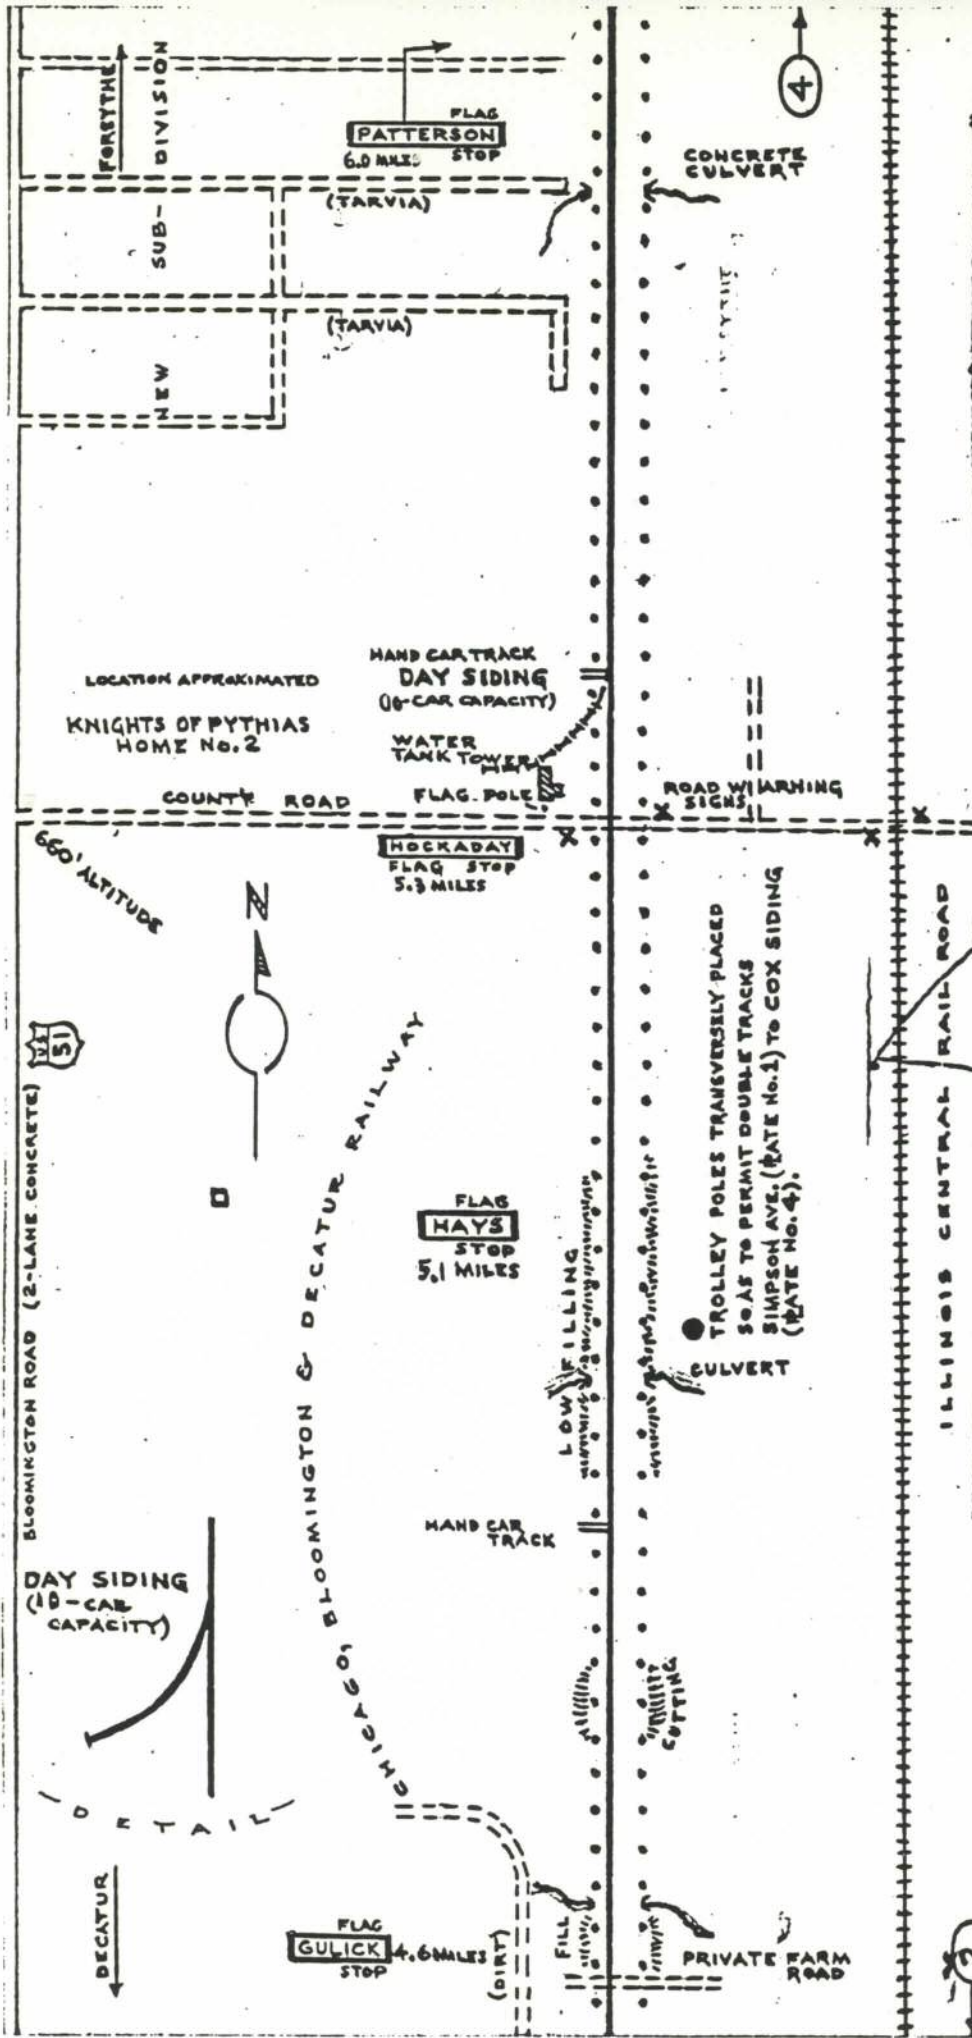 FORSYTHE
NEW SUB-DIVISION
FLAG
PATTERSON
6.0 MILES
STOP
4
CONCRETE
CULVERT
(TARVIA)
(TARVIA)
LOCATION APPROXIMATED
KNIGHTS OF PYTHIAS
HOME No.2
HAND CAR TRACK
DAY SIDING
(10-CAR CAPACITY)
WATER
TANK TOWER
FLAG-POLE
COUNTY ROAD
ROAD WARNING
SIGNS
HOCKADAY
FLAG STOP
5.3 MILES
660' ALTITUDE
N
U.S.
51
BLOOMINGTON ROAD (2-LANE CONCRETE)
CHICAGO, BLOOMINGTON & DECATUR RAILWAY
FLAG
HAYS
STOP
5.1 MILES
LOW FILLING
TROLLEY POLES TRANSVERSELY PLACED
SO AS TO PERMIT DOUBLE TRACKS
SIMPSON AVE. (PLATE No.1) TO COX SIDING
(PLATE No.4).
CULVERT
ILLINOIS CENTRAL RAILROAD
HAND CAR
TRACK
DAY SIDING
(10-CAR
CAPACITY)
DETAIL
CUTTING
DECATUR
FLAG
GULICK
4.6 MILES
STOP
(DIRT)
FILL
PRIVATE FARM
ROAD